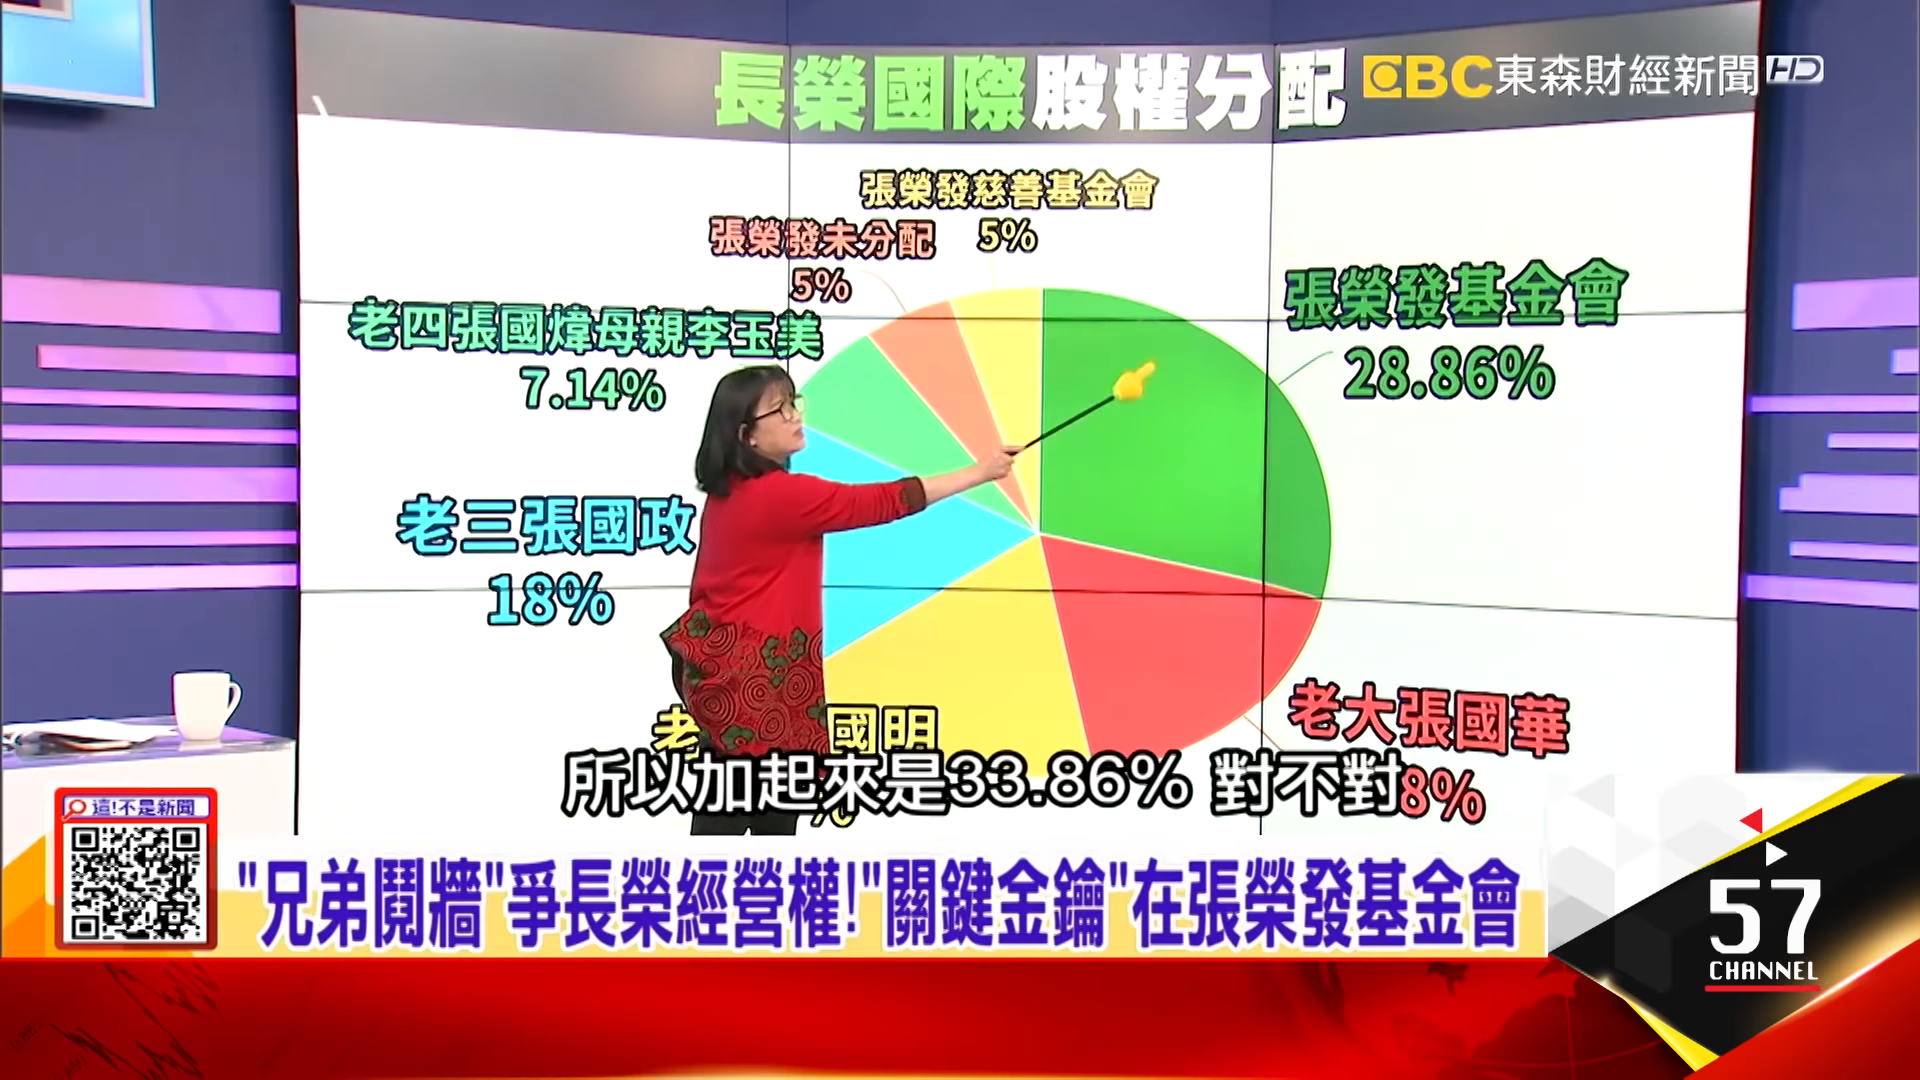 長榮國際股權分配
EBC東森財經新聞HD
張榮發慈善基金會
5%
張榮發未分配
5%
張榮發基金會
28.86%
老四張國煒母親李玉美
7.14%
老三張國政
18%
老
國明
%
老大張國華
8%
所以加起來是33.86% 對不對
這!不是新聞
"兄弟鬩牆"爭長榮經營權!"關鍵金鑰"在張榮發基金會
57
CHANNEL